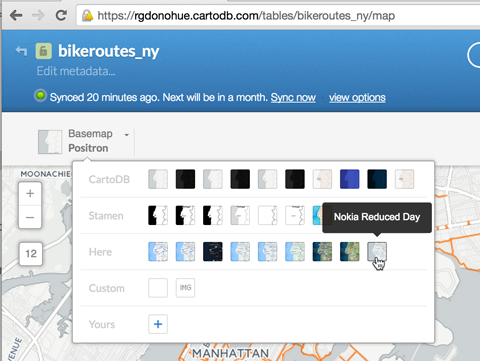 https://rgdonohue.cartodb.com/tables/bikeroutes_ny/map
bikeroutes_ny
Edit metadata...
Synced 20 minutes ago. Next will be in a month. Sync now view options
Basemap
Positron
MOONACHIE
CartoDB
+
Stamen
Nokia Reduced Day
−
12
Here
Custom
IMG
Yours
+
MANHATTAN